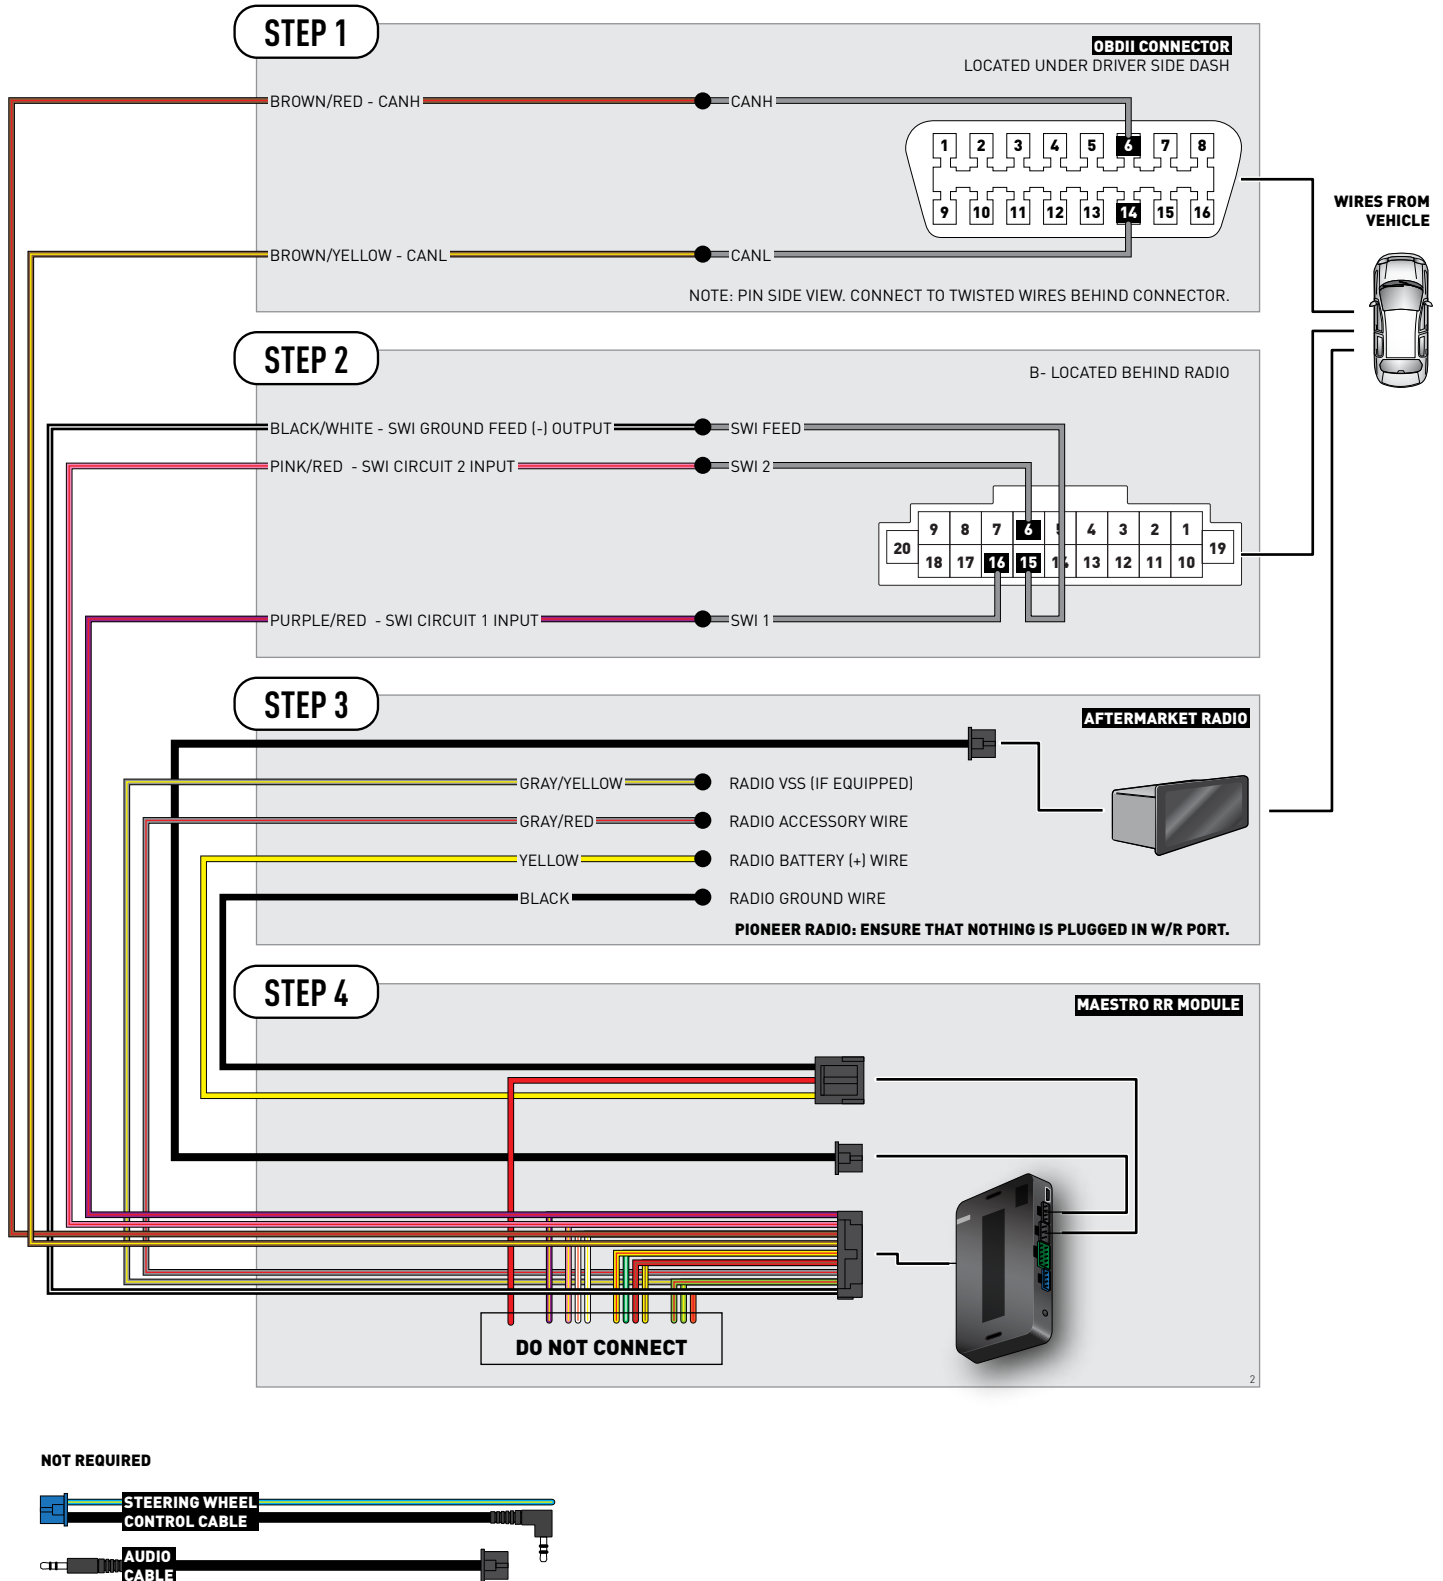 STEP 1
OBDII CONNECTOR
LOCATED UNDER DRIVER SIDE DASH
BROWN/RED - CANH
CANH
1 2 3 4 5 6 7 8
9 10 11 12 13 14 15 16
WIRES FROM
VEHICLE
BROWN/YELLOW - CANL
CANL
NOTE: PIN SIDE VIEW. CONNECT TO TWISTED WIRES BEHIND CONNECTOR.
STEP 2
B- LOCATED BEHIND RADIO
BLACK/WHITE - SWI GROUND FEED (-) OUTPUT
SWI FEED
PINK/RED - SWI CIRCUIT 2 INPUT
SWI 2
9 8 7 6 5 4 3 2 1
20 19
18 17 16 15 14 13 12 11 10
PURPLE/RED - SWI CIRCUIT 1 INPUT
SWI 1
STEP 3
AFTERMARKET RADIO
GRAY/YELLOW
RADIO VSS (IF EQUIPPED)
GRAY/RED
RADIO ACCESSORY WIRE
YELLOW
RADIO BATTERY (+) WIRE
BLACK
RADIO GROUND WIRE
PIONEER RADIO: ENSURE THAT NOTHING IS PLUGGED IN W/R PORT.
STEP 4
MAESTRO RR MODULE
DO NOT CONNECT
2
NOT REQUIRED
STEERING WHEEL
CONTROL CABLE
AUDIO
CABLE